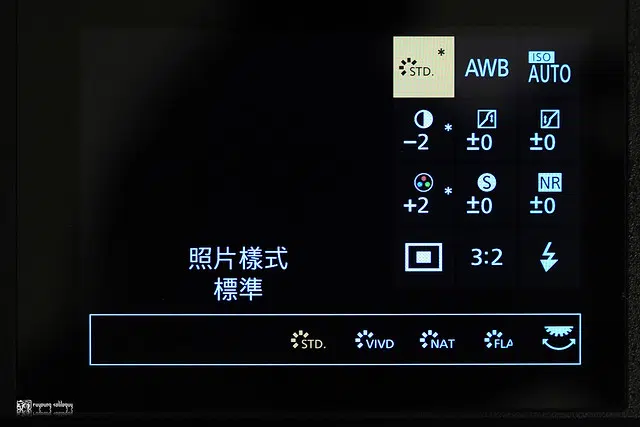 STD. *
AWB
ISO AUTO
−2 *
±0
±0
+2 *
S ±0
NR ±0
3:2
照片樣式
標準
STD. VIVD NAT FLA